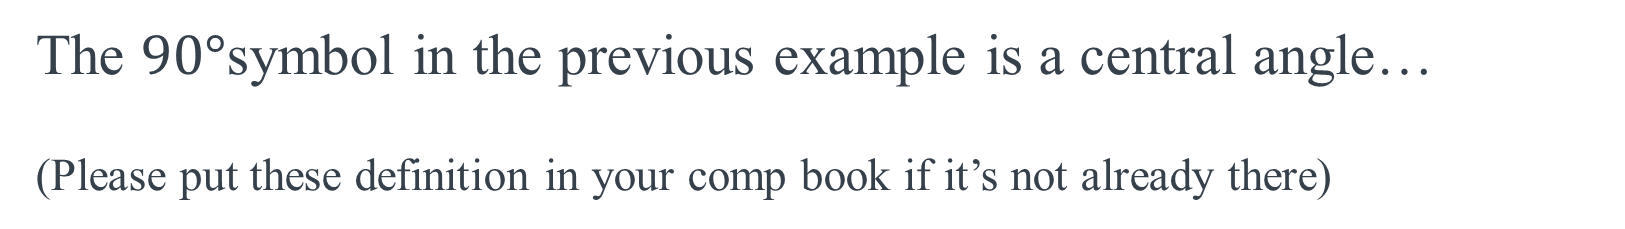 The 90°symbol in the previous example is a central angle…
(Please put these definition in your comp book if it’s not already there)